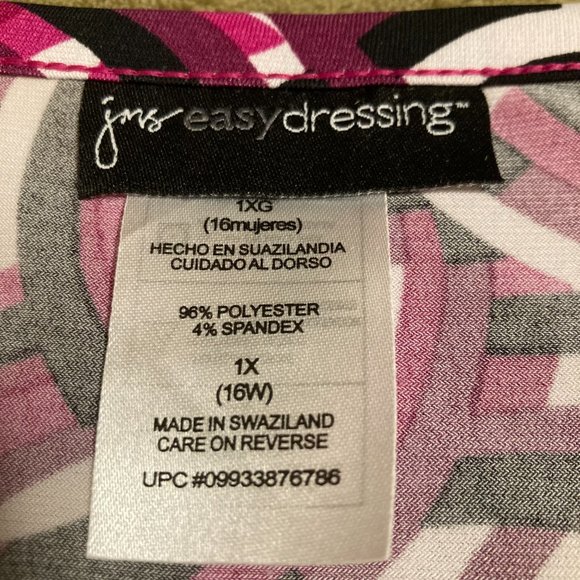 jms easydressing™
1XG
(16mujeres)
HECHO EN SUAZILANDIA
CUIDADO AL DORSO
96% POLYESTER
4% SPANDEX
1X
(16W)
MADE IN SWAZILAND
CARE ON REVERSE
UPC #09933876786